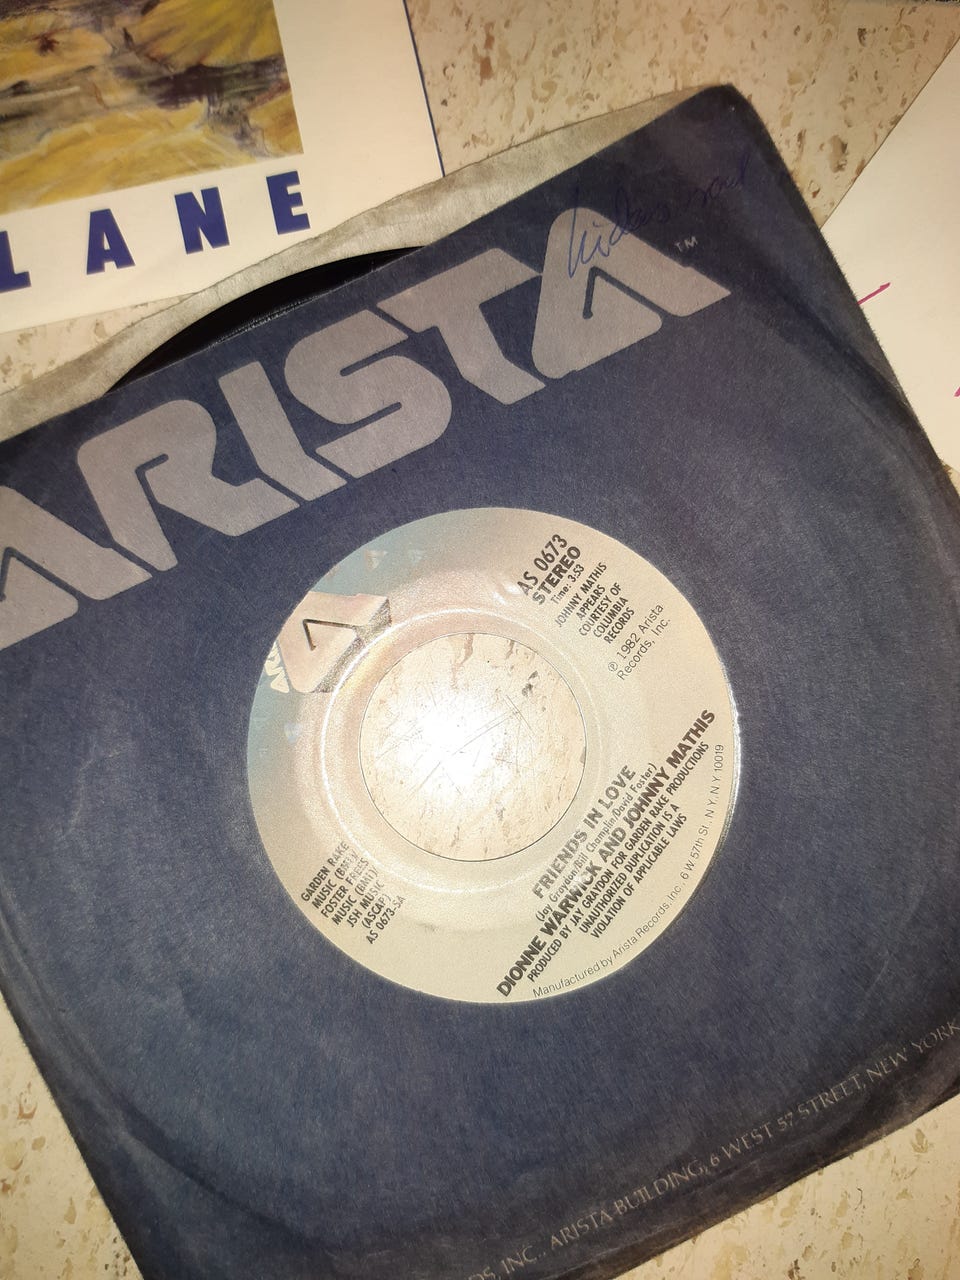 LANE
ARISTA™
AS 0673
STEREO
Time: 3:53
JOHNNY MATHIS
APPEARS
COURTESY OF
COLUMBIA
RECORDS
℗ 1982 Arista
Records, Inc.
GARDEN RAKE
MUSIC (BMI)/
FOSTER FREES
MUSIC (BMI)/
JSH MUSIC
(ASCAP)
AS 0673-SA
FRIENDS IN LOVE
(Jay Graydon/Bill Champlin/David Foster)
DIONNE WARWICK AND JOHNNY MATHIS
PRODUCED BY JAY GRAYDON FOR GARDEN RAKE PRODUCTIONS
UNAUTHORIZED DUPLICATION IS A
VIOLATION OF APPLICABLE LAWS
Manufactured by Arista Records, Inc., 6 W 57th St., N.Y., N.Y. 10019
INC., ARISTA BUILDING, 6 WEST 57 STREET, NEW YORK